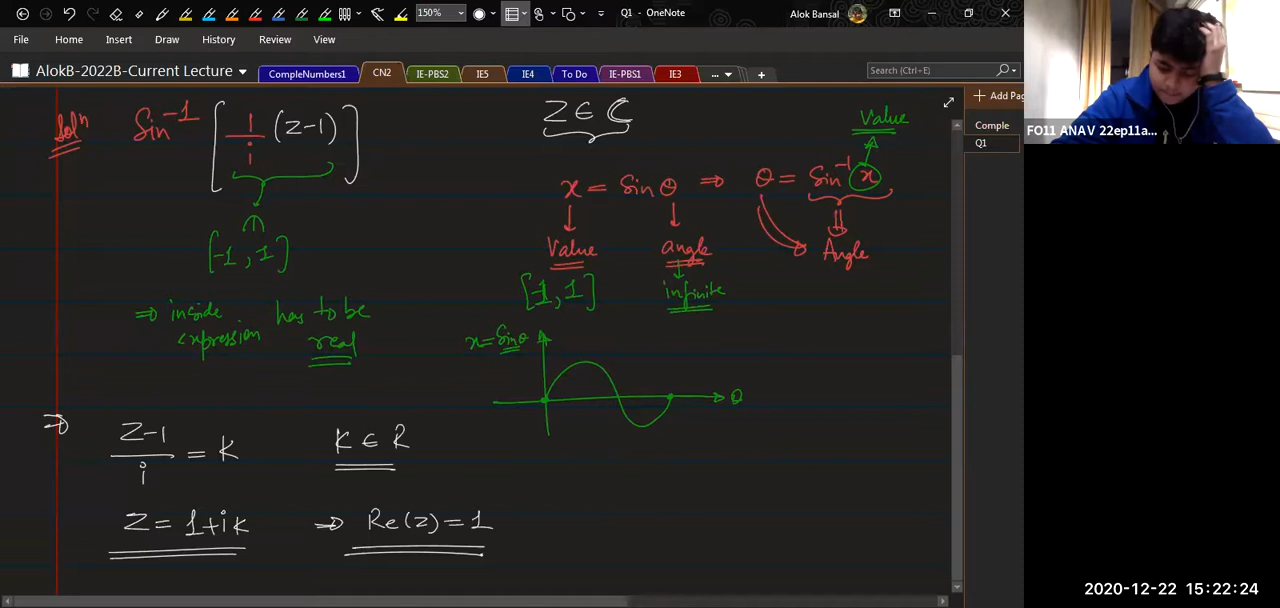 150%
Q1 - OneNote
Alok Bansal
File Home Insert Draw History Review View
AlokB-2022B-Current Lecture
CompleNumbers1 CN2 IE-PBS2 IE5 IE4 To Do IE-PBS1 IE3 ... +
Search (Ctrl+E)
+ Add Pag
Comple
Q1
FO11 ANAV 22ep11a...
Solⁿ Sin⁻¹ [ 1/i (z-1) ]
[-1, 1]
⇒ inside has to be
expression real
Z ∈ C
x = Sin θ ⇒ θ = Sin⁻¹ x
Value
Value angle Angle
[-1, 1] infinite
x = Sinθ
θ
⇒ (Z-1)/i = K K ∈ R
Z = 1+iK ⇒ Re(z) = 1
2020-12-22 15:22:24